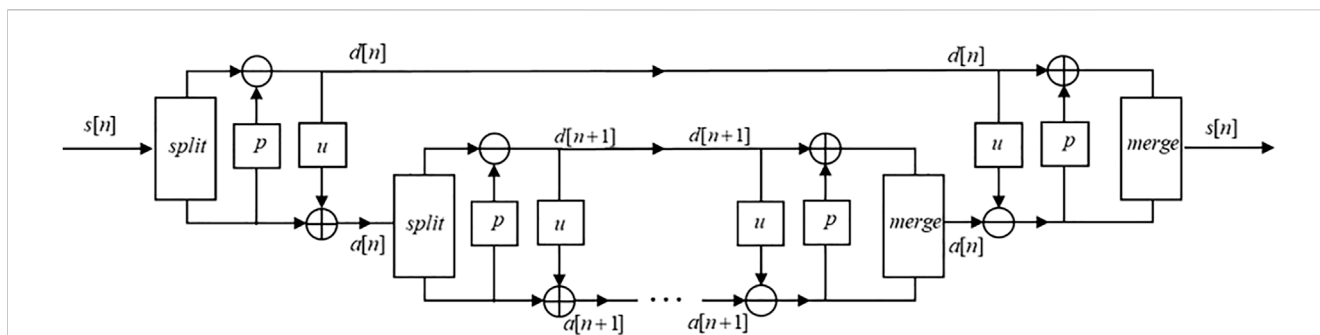 d[n] d[n]
s[n] split p u d[n+1] d[n+1] u p merge s[n]
a[n] split p u u p merge a[n]
a[n+1] ··· a[n+1]